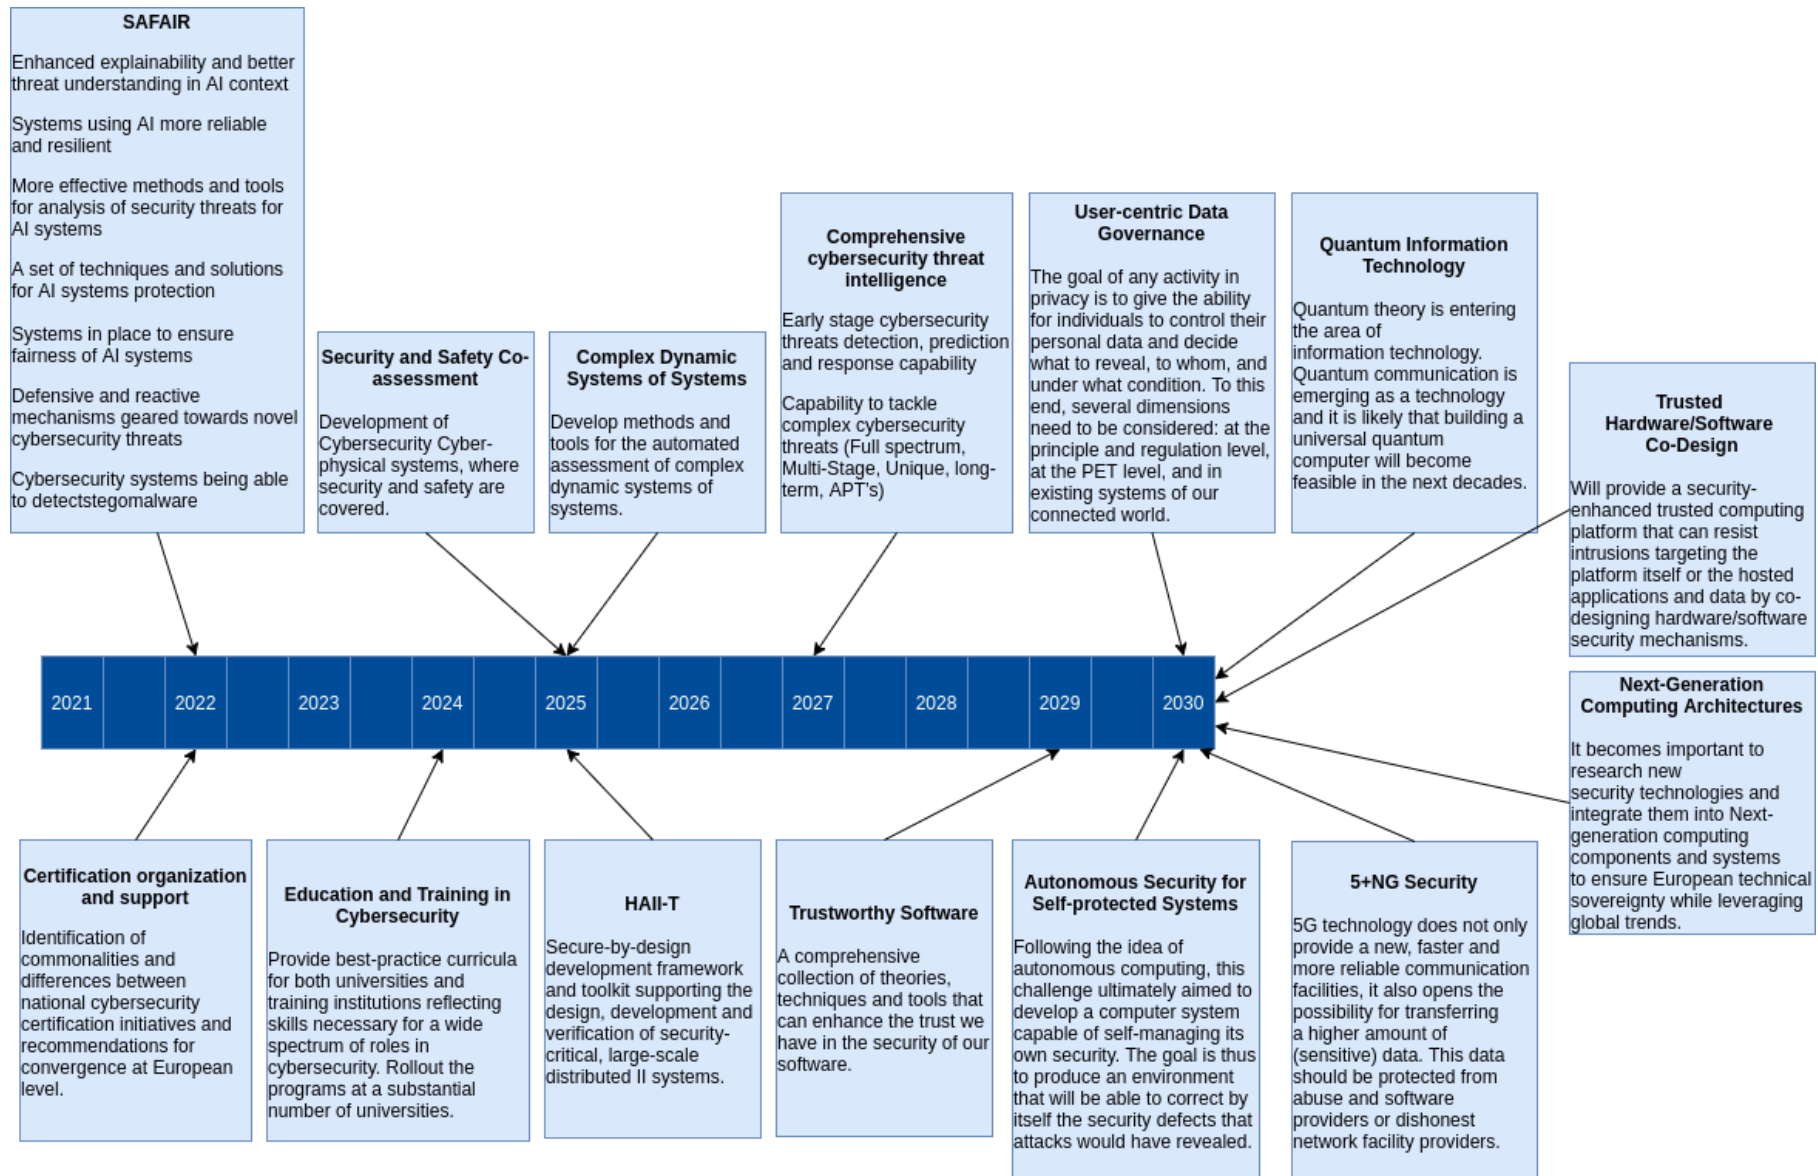 SAFAIR
Enhanced explainability and better
threat understanding in AI context
Systems using AI more reliable
and resilient
More effective methods and tools
for analysis of security threats for
AI systems
A set of techniques and solutions
for AI systems protection
Systems in place to ensure
fairness of AI systems
Defensive and reactive
mechanisms geared towards novel
cybersecurity threats
Cybersecurity systems being able
to detectstegomalware
Security and Safety Co-
assessment
Development of
Cybersecurity Cyber-
physical systems, where
security and safety are
covered.
Complex Dynamic
Systems of Systems
Develop methods and
tools for the automated
assessment of complex
dynamic systems of
systems.
Comprehensive
cybersecurity threat
intelligence
Early stage cybersecurity
threats detection, prediction
and response capability
Capability to tackle
complex cybersecurity
threats (Full spectrum,
Multi-Stage, Unique, long-
term, APT's)
User-centric Data
Governance
The goal of any activity in
privacy is to give the ability
for individuals to control their
personal data and decide
what to reveal, to whom, and
under what condition. To this
end, several dimensions
need to be considered: at the
principle and regulation level,
at the PET level, and in
existing systems of our
connected world.
Quantum Information
Technology
Quantum theory is entering
the area of
information technology.
Quantum communication is
emerging as a technology
and it is likely that building a
universal quantum
computer will become
feasible in the next decades.
Trusted
Hardware/Software
Co-Design
Will provide a security-
enhanced trusted computing
platform that can resist
intrusions targeting the
platform itself or the hosted
applications and data by co-
designing hardware/software
security mechanisms.
2021 2022 2023 2024 2025 2026 2027 2028 2029 2030
Next-Generation
Computing Architectures
It becomes important to
research new
security technologies and
integrate them into Next-
generation computing
components and systems
to ensure European technical
sovereignty while leveraging
global trends.
Certification organization
and support
Identification of
commonalities and
differences between
national cybersecurity
certification initiatives and
recommendations for
convergence at European
level.
Education and Training in
Cybersecurity
Provide best-practice curricula
for both universities and
training institutions reflecting
skills necessary for a wide
spectrum of roles in
cybersecurity. Rollout the
programs at a substantial
number of universities.
HAII-T
Secure-by-design
development framework
and toolkit supporting the
design, development and
verification of security-
critical, large-scale
distributed II systems.
Trustworthy Software
A comprehensive
collection of theories,
techniques and tools that
can enhance the trust we
have in the security of our
software.
Autonomous Security for
Self-protected Systems
Following the idea of
autonomous computing, this
challenge ultimately aimed to
develop a computer system
capable of self-managing its
own security. The goal is thus
to produce an environment
that will be able to correct by
itself the security defects that
attacks would have revealed.
5+NG Security
5G technology does not only
provide a new, faster and
more reliable communication
facilities, it also opens the
possibility for transferring
a higher amount of
(sensitive) data. This data
should be protected from
abuse and software
providers or dishonest
network facility providers.